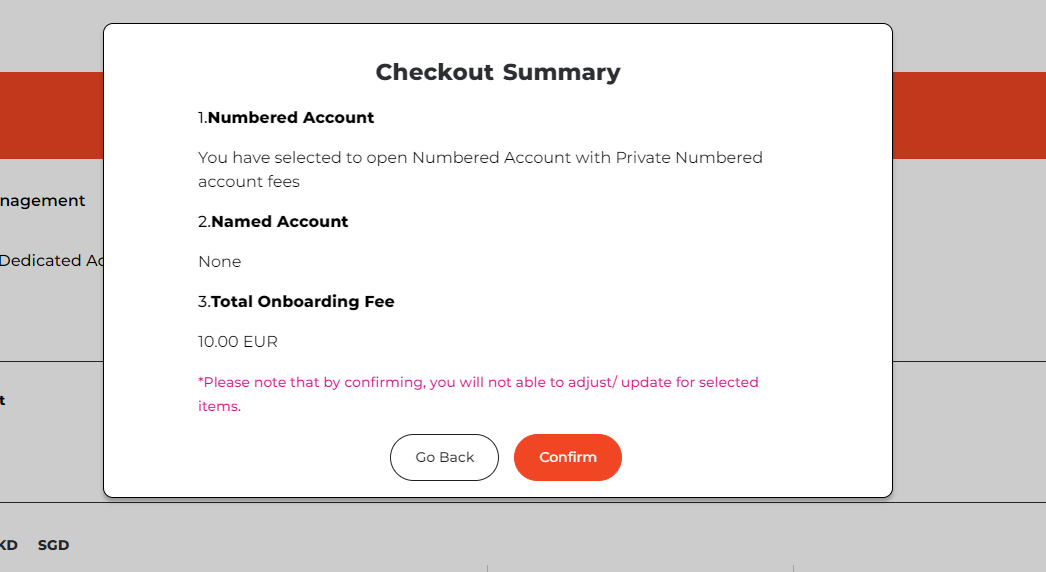 Checkout Summary
1.Numbered Account
You have selected to open Numbered Account with Private Numbered
account fees
2.Named Account
None
3.Total Onboarding Fee
10.00 EUR
*Please note that by confirming, you will not able to adjust/ update for selected
items.
Go Back Confirm
nagement
Dedicated Ac
t
KD SGD